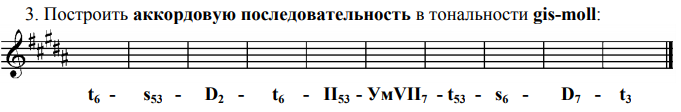 3. Построить аккордовую последовательность в тональности gis-moll:
t6 - s53 - D2 - t6 - II53 - УмVII7 - t53 - s6 - D7 - t3